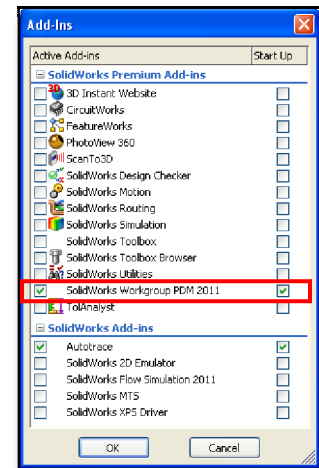 Add-Ins
Active Add-ins Start Up
SolidWorks Premium Add-ins
3D Instant Website
CircuitWorks
FeatureWorks
PhotoView 360
ScanTo3D
SolidWorks Design Checker
SolidWorks Motion
SolidWorks Routing
SolidWorks Simulation
SolidWorks Toolbox
SolidWorks Toolbox Browser
SolidWorks Utilities
SolidWorks Workgroup PDM 2011
TolAnalyst
SolidWorks Add-ins
Autotrace
SolidWorks 2D Emulator
SolidWorks Flow Simulation 2011
SolidWorks MTS
SolidWorks XPS Driver
OK Cancel